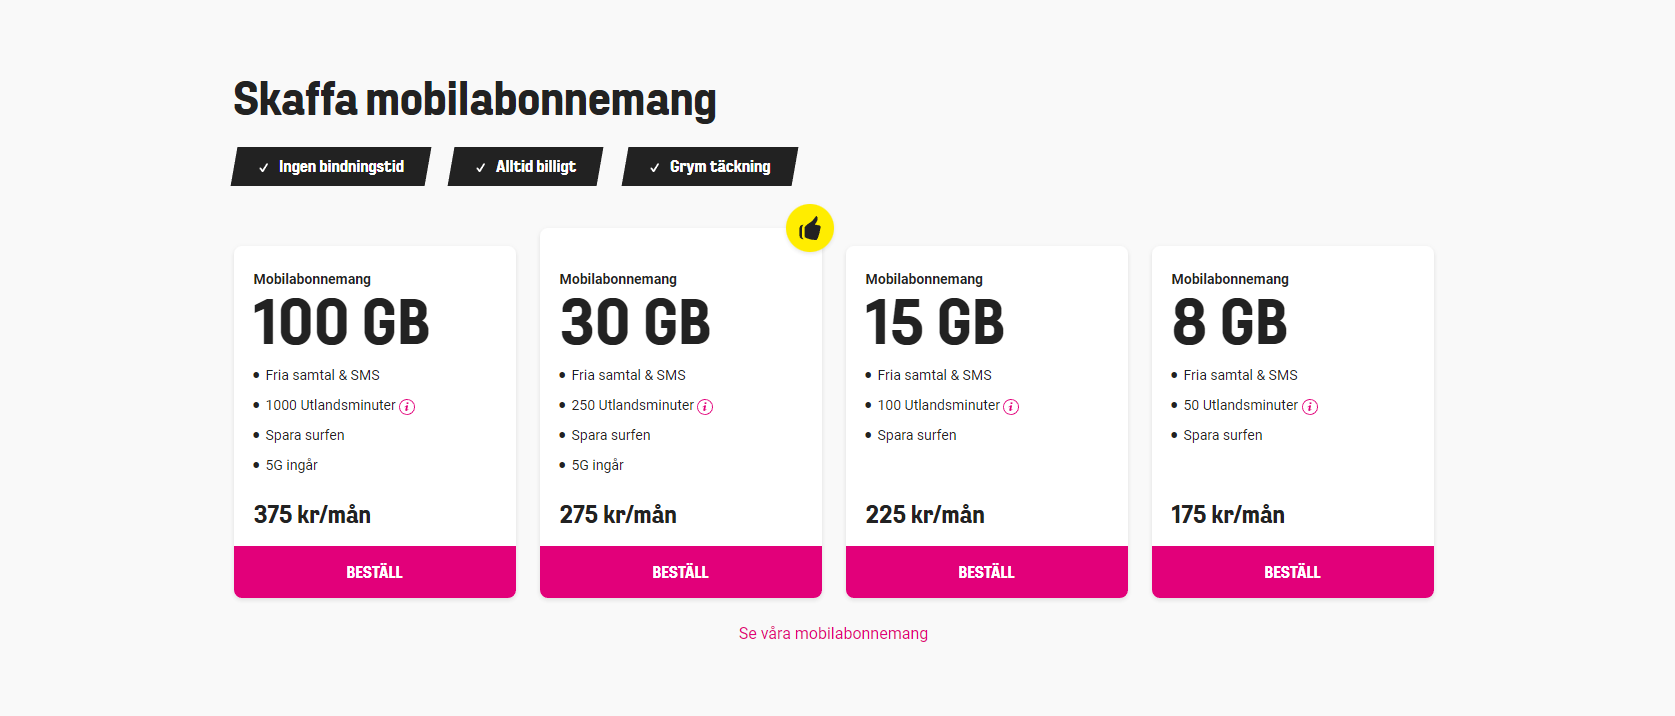 Skaffa mobilabonnemang
Ingen bindningstid
Alltid billigt
Grym täckning
Mobilabonnemang
100 GB
Fria samtal & SMS
1000 Utlandsminuter
Spara surfen
5G ingår
375 kr/mån
BESTÄLL
Mobilabonnemang
30 GB
Fria samtal & SMS
250 Utlandsminuter
Spara surfen
5G ingår
275 kr/mån
BESTÄLL
Mobilabonnemang
15 GB
Fria samtal & SMS
100 Utlandsminuter
Spara surfen
225 kr/mån
BESTÄLL
Mobilabonnemang
8 GB
Fria samtal & SMS
50 Utlandsminuter
Spara surfen
175 kr/mån
BESTÄLL
Se våra mobilabonnemang